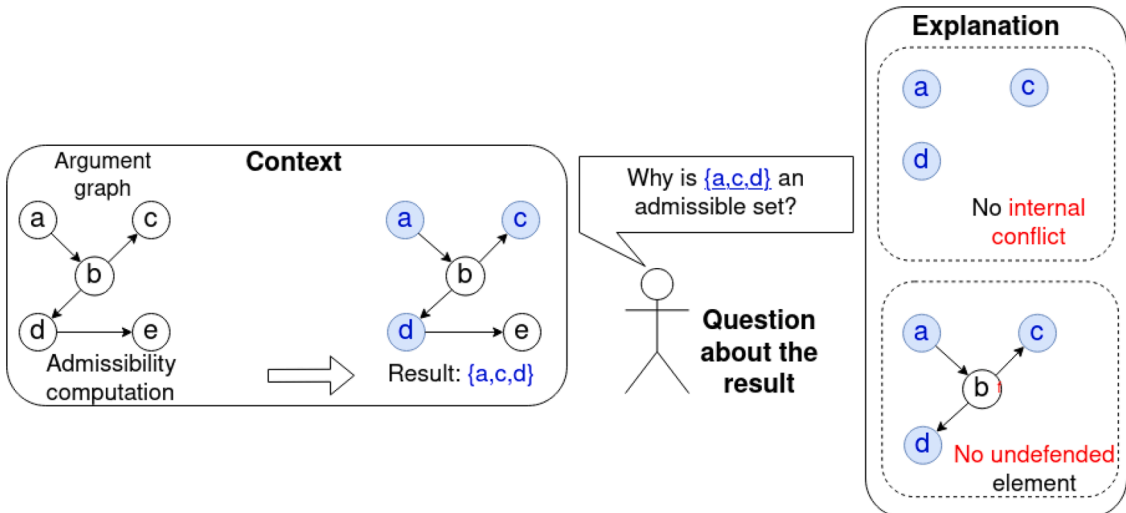 Context
Argument
graph
a
c
b
d
e
Admissibility
computation
a
c
b
d
e
Result: {a,c,d}
Why is {a,c,d} an
admissible set?
Question
about the
result
Explanation
a
c
d
No internal
conflict
a
c
b
d
No undefended
element